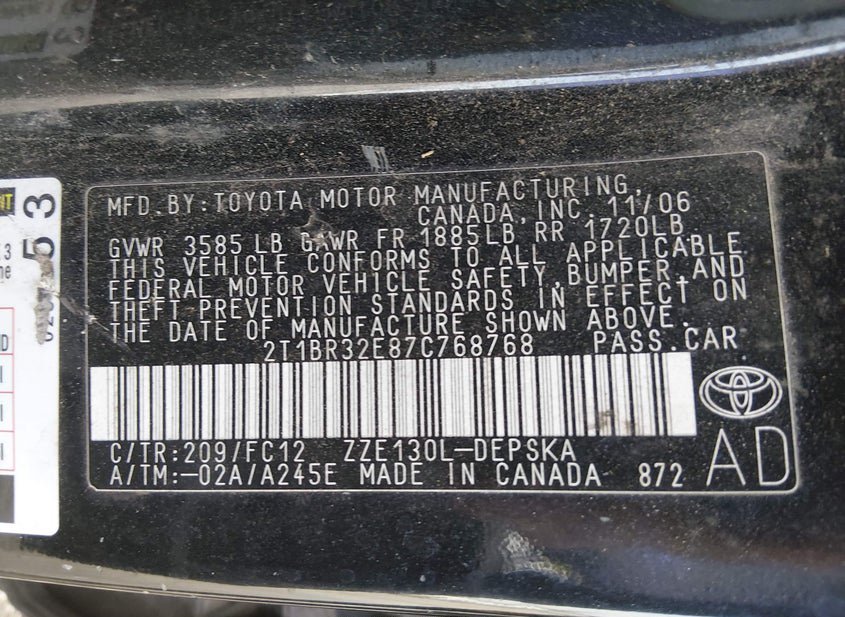 MFD. BY: TOYOTA MOTOR MANUFACTURING,
CANADA, INC. 11/06
GVWR 3585 LB GAWR FR 1885LB RR 1720LB
THIS VEHICLE CONFORMS TO ALL APPLICABLE
FEDERAL MOTOR VEHICLE SAFETY, BUMPER, AND
THEFT PREVENTION STANDARDS IN EFFECT ON
THE DATE OF MANUFACTURE SHOWN ABOVE.
2T1BR32E87C768768 PASS. CAR
C/TR: 209/FC12 ZZE130L-DEPSKA
A/TM: -02A/A245E MADE IN CANADA 872
AD
53